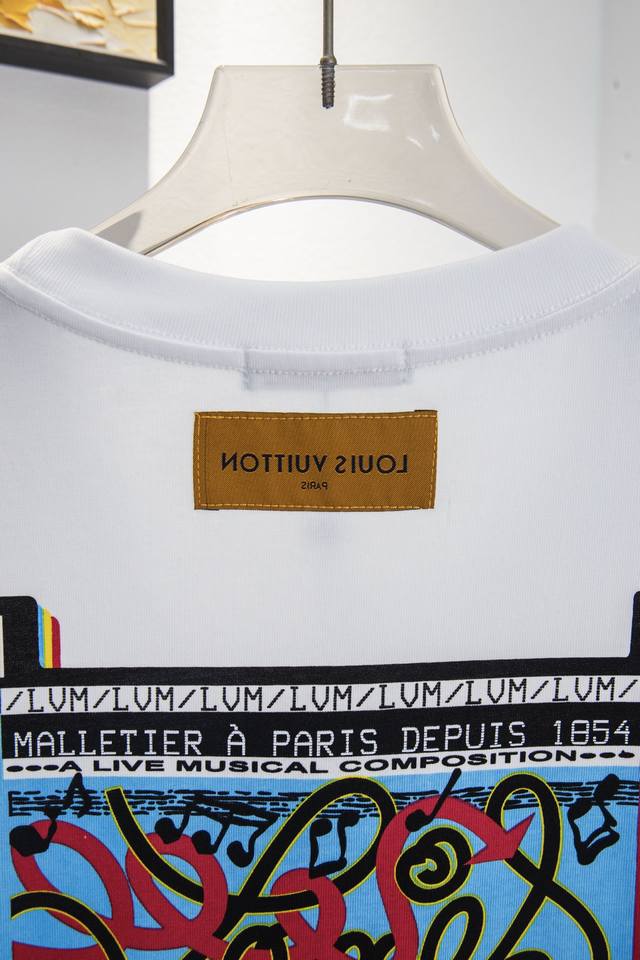 LOUIS VUITTON
PARIS
/LVM/LVM/LVM/LVM/LVM/LVM/LVM/
MALLETIER À PARIS DEPUIS 1854
●●●A LIVE MUSICAL COMPOSITION●●●